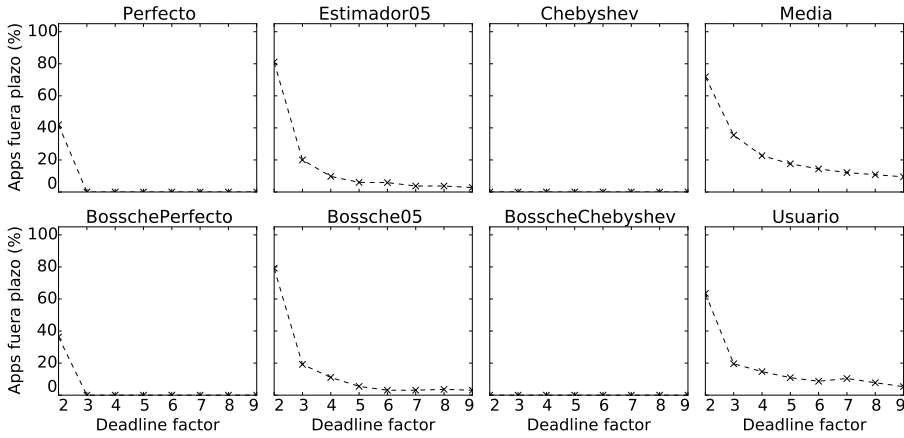 Perfecto Estimador05 Chebyshev Media
Apps fuera plazo (%)
100
80
60
40
20
0
BosschePerfecto Bossche05 BosscheChebyshev Usuario
Apps fuera plazo (%)
100
80
60
40
20
0
2 3 4 5 6 7 8 9 2 3 4 5 6 7 8 9 2 3 4 5 6 7 8 9 2 3 4 5 6 7 8 9
Deadline factor Deadline factor Deadline factor Deadline factor